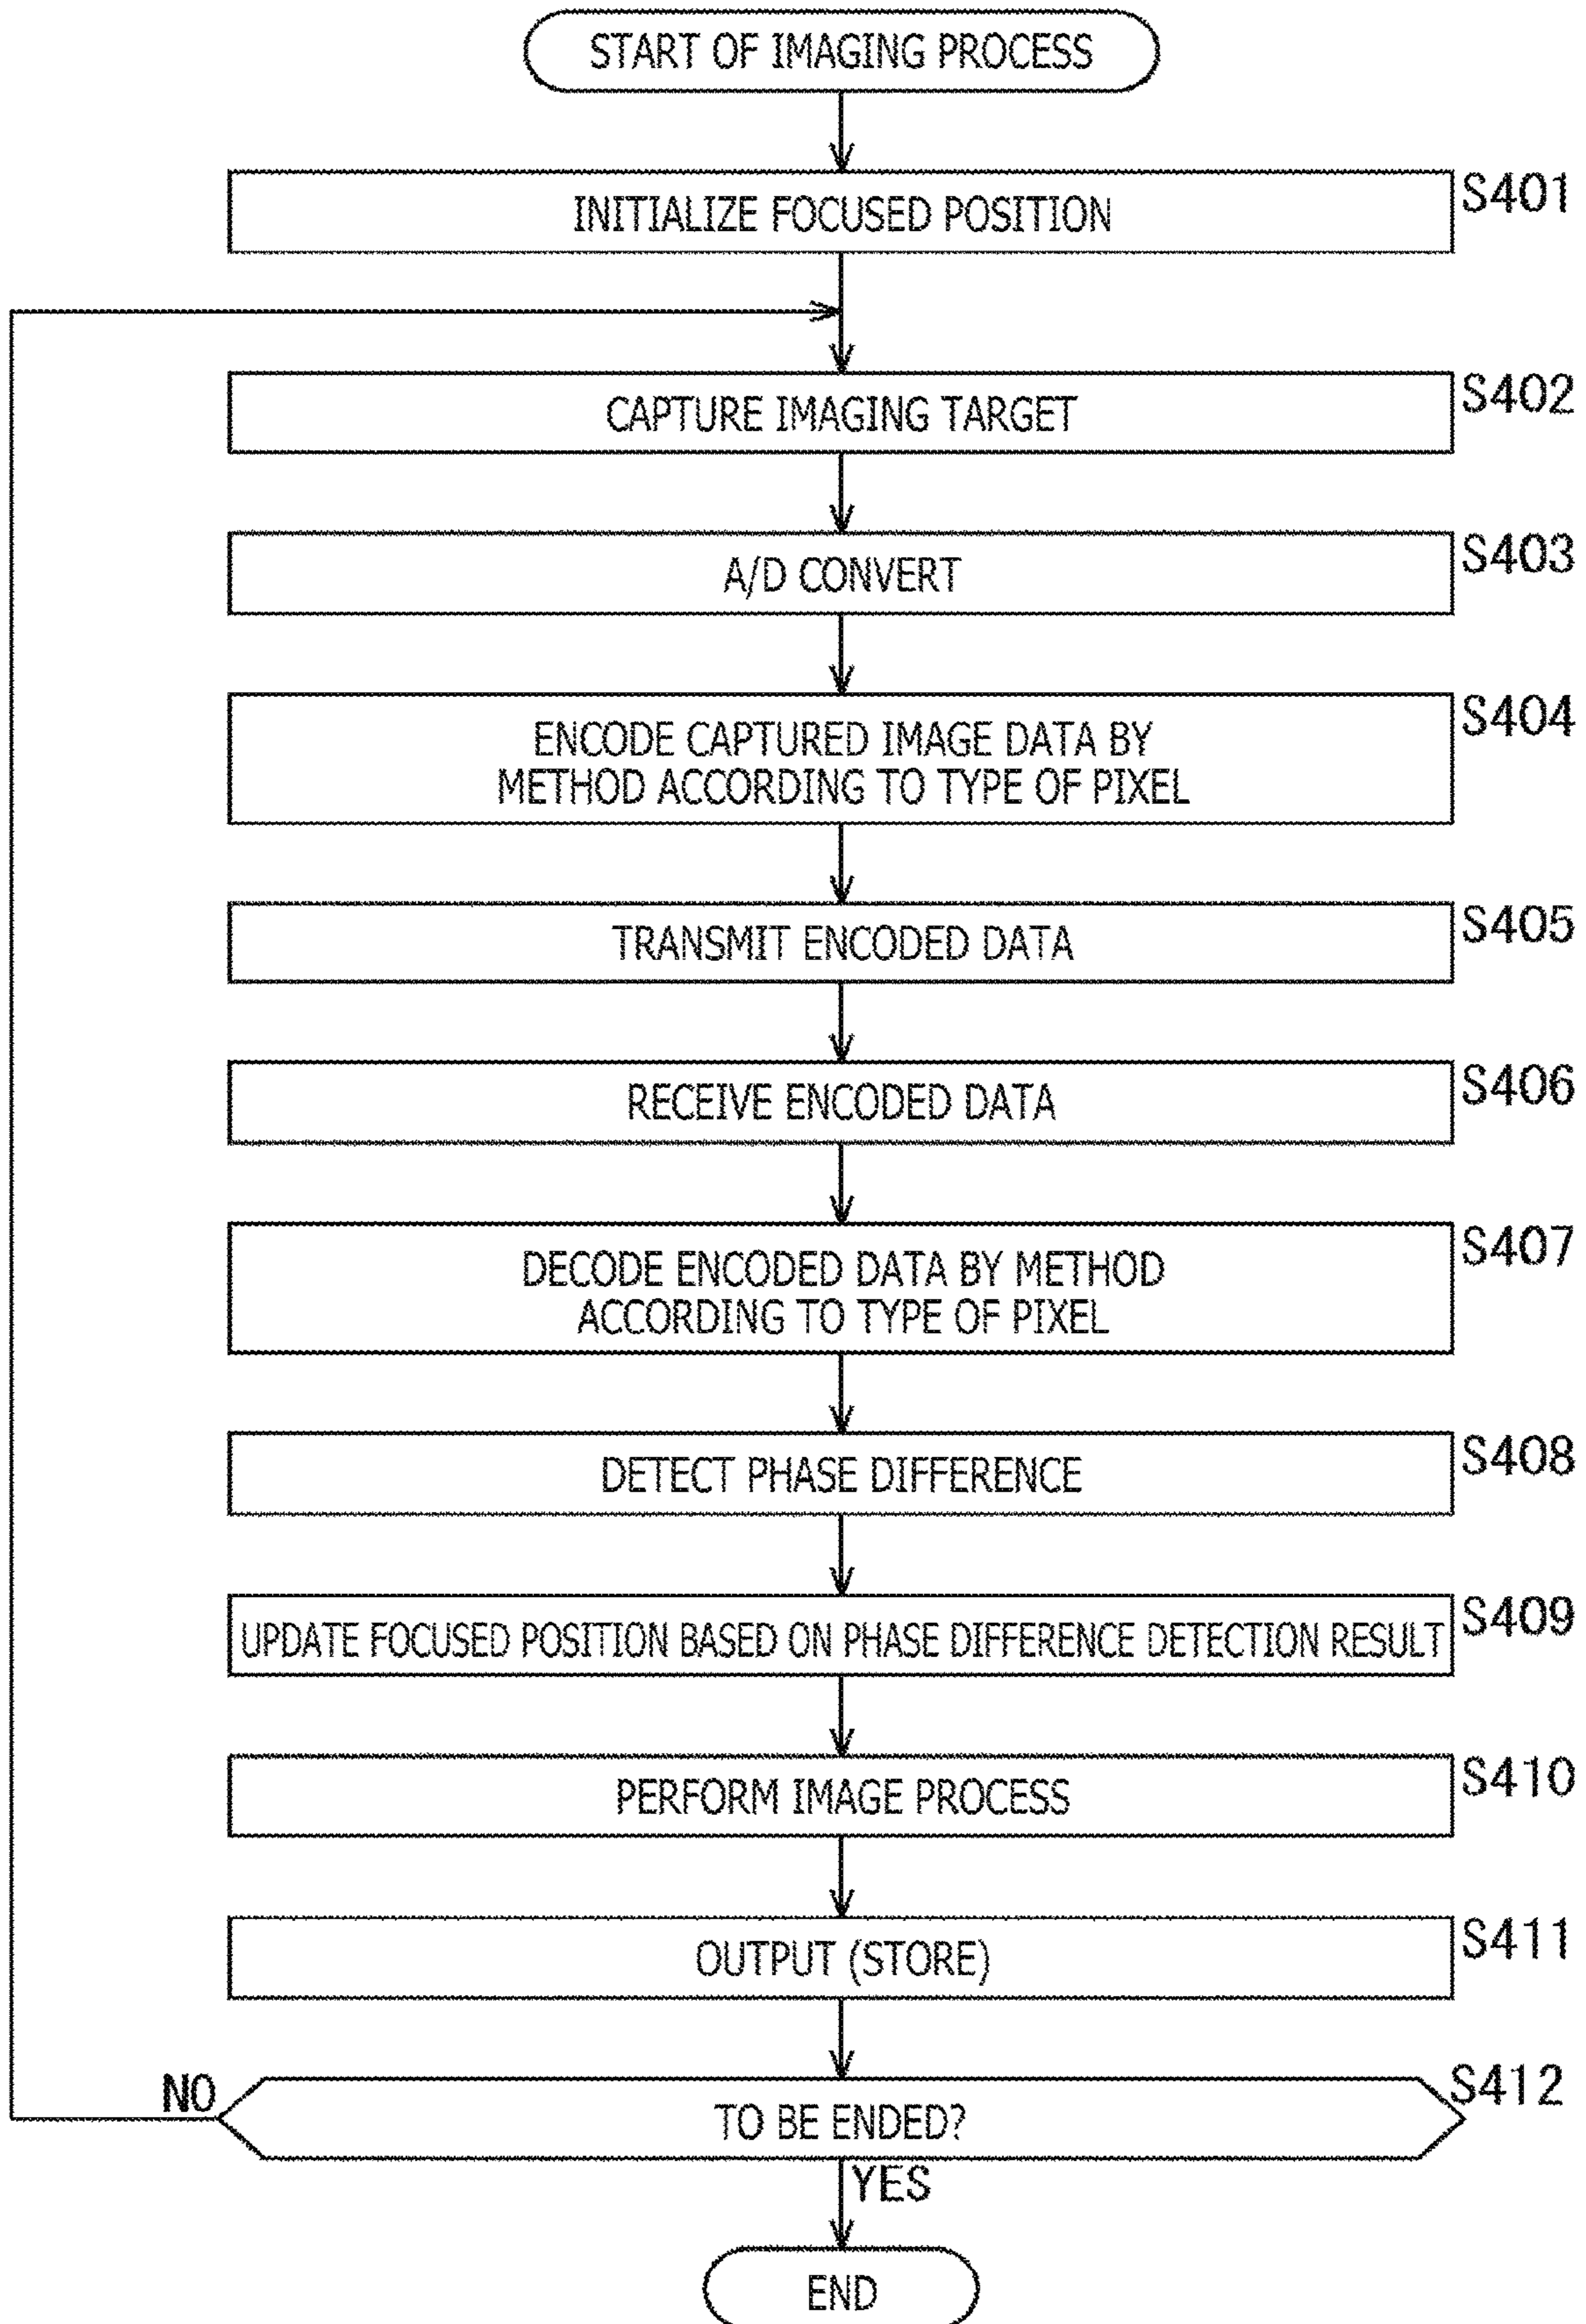 START OF IMAGING PROCESS
INITIALIZE FOCUSED POSITION
S401
CAPTURE IMAGING TARGET
S402
A/D CONVERT
S403
ENCODE CAPTURED IMAGE DATA BY
METHOD ACCORDING TO TYPE OF PIXEL
S404
TRANSMIT ENCODED DATA
S405
RECEIVE ENCODED DATA
S406
DECODE ENCODED DATA BY METHOD
ACCORDING TO TYPE OF PIXEL
S407
DETECT PHASE DIFFERENCE
S408
UPDATE FOCUSED POSITION BASED ON PHASE DIFFERENCE DETECTION RESULT
S409
PERFORM IMAGE PROCESS
S410
OUTPUT (STORE)
S411
NO
TO BE ENDED?
S412
YES
END